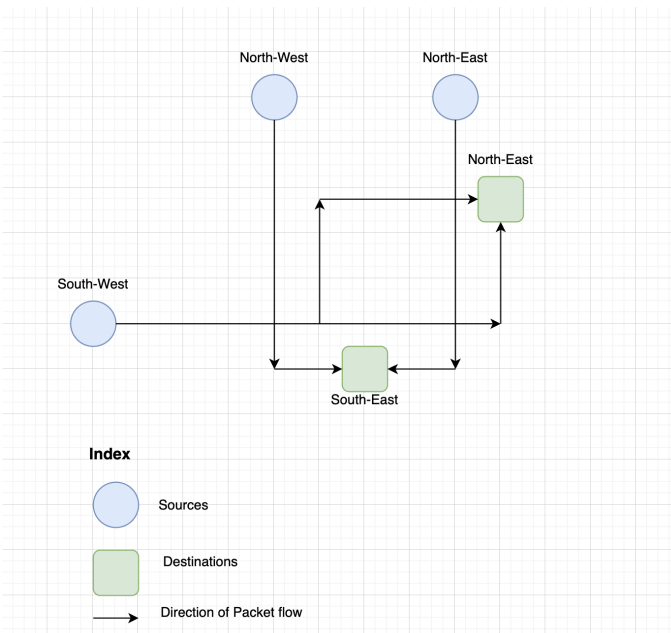 North-West
North-East
North-East
South-West
South-East
Index
Sources
Destinations
Direction of Packet flow